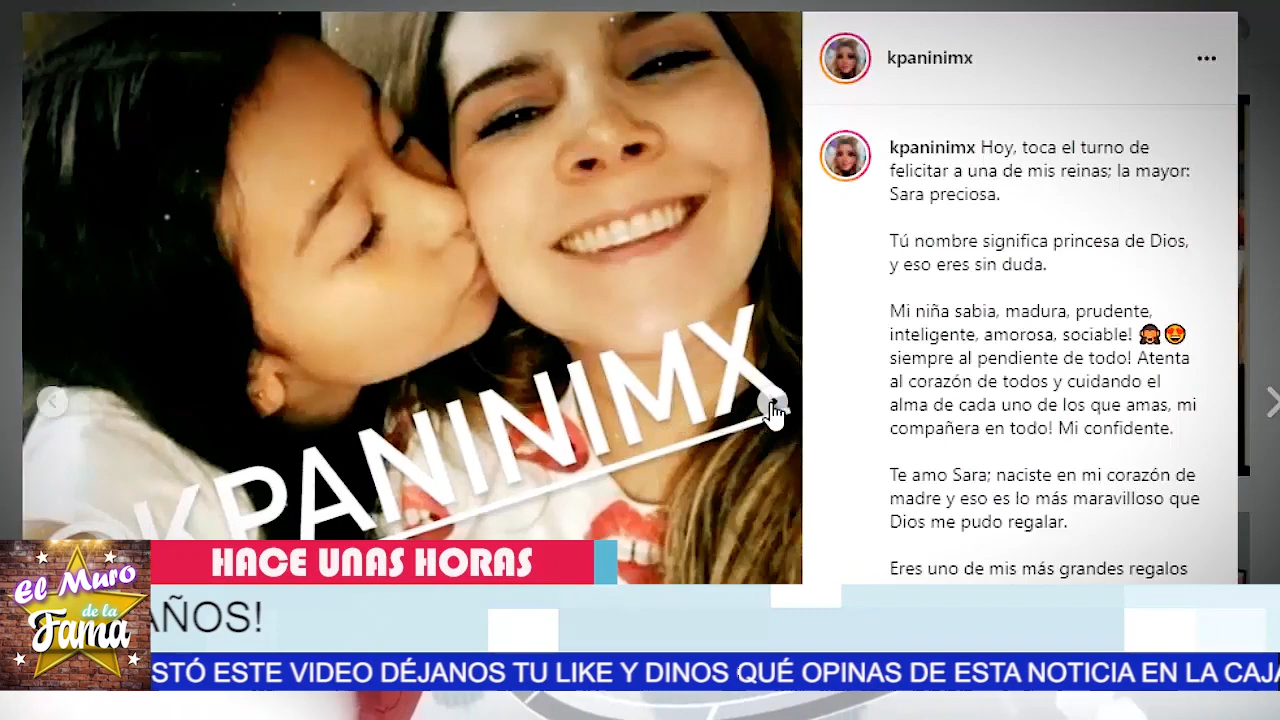 kpaninimx
kpaninimx Hoy, toca el turno de
felicitar a una de mis reinas; la mayor:
Sara preciosa.
Tú nombre significa princesa de Dios,
y eso eres sin duda.
Mi niña sabia, madura, prudente,
inteligente, amorosa, sociable! 🙊😍
siempre al pendiente de todo! Atenta
al corazón de todos y cuidando el
alma de cada uno de los que amas, mi
compañera en todo! Mi confidente.
Te amo Sara; naciste en mi corazón de
madre y eso es lo más maravilloso que
Dios me pudo regalar.
Eres uno de mis más grandes regalos
@KPANINIMX
HACE UNAS HORAS
El Muro
de la
Fama
AÑOS!
STÓ ESTE VIDEO DÉJANOS TU LIKE Y DINOS QUÉ OPINAS DE ESTA NOTICIA EN LA CAJA